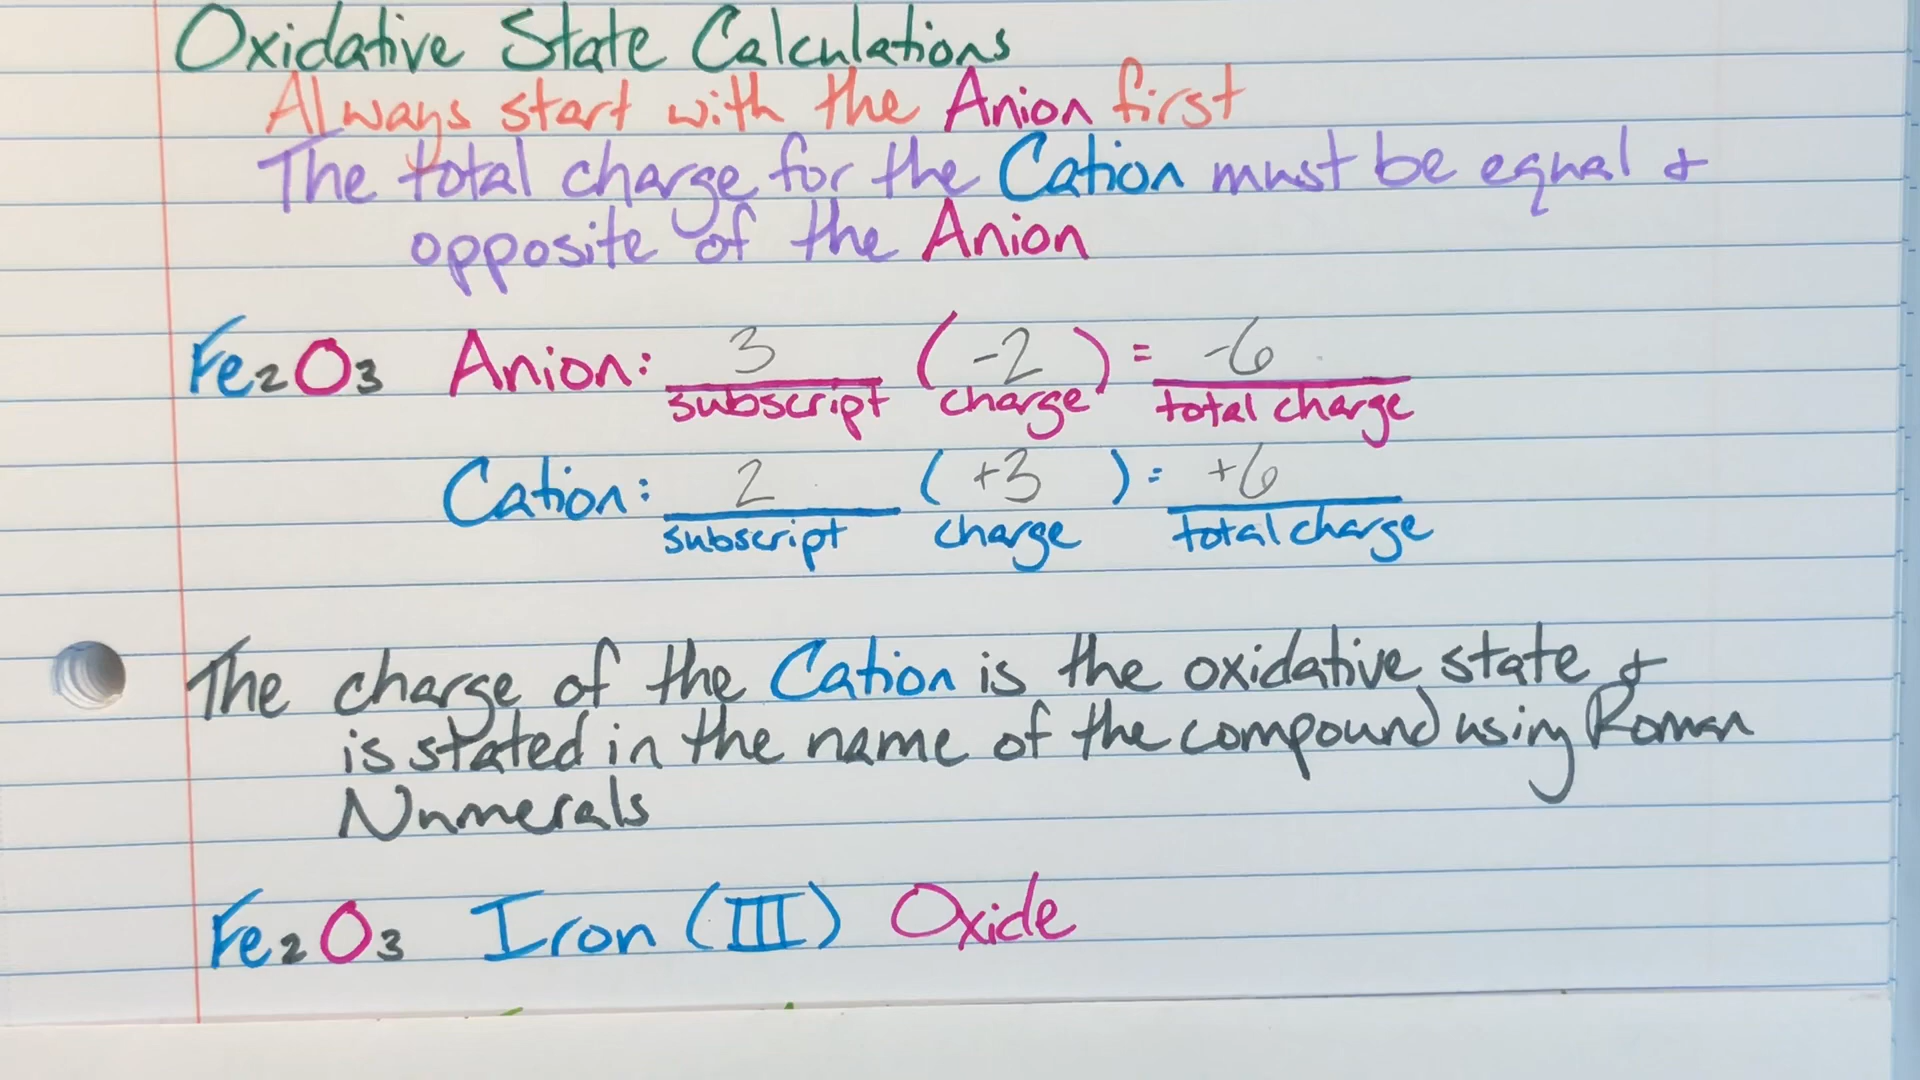 Oxidative State Calculations
Always start with the Anion first
The total charge for the Cation must be equal &
opposite of the Anion
Fe₂O₃ Anion: 3 (-2) = -6
subscript charge total charge
Cation: 2 (+3) = +6
subscript charge total charge
The charge of the Cation is the oxidative state &
is stated in the name of the compound using Roman
Numerals
Fe₂O₃ Iron (III) Oxide